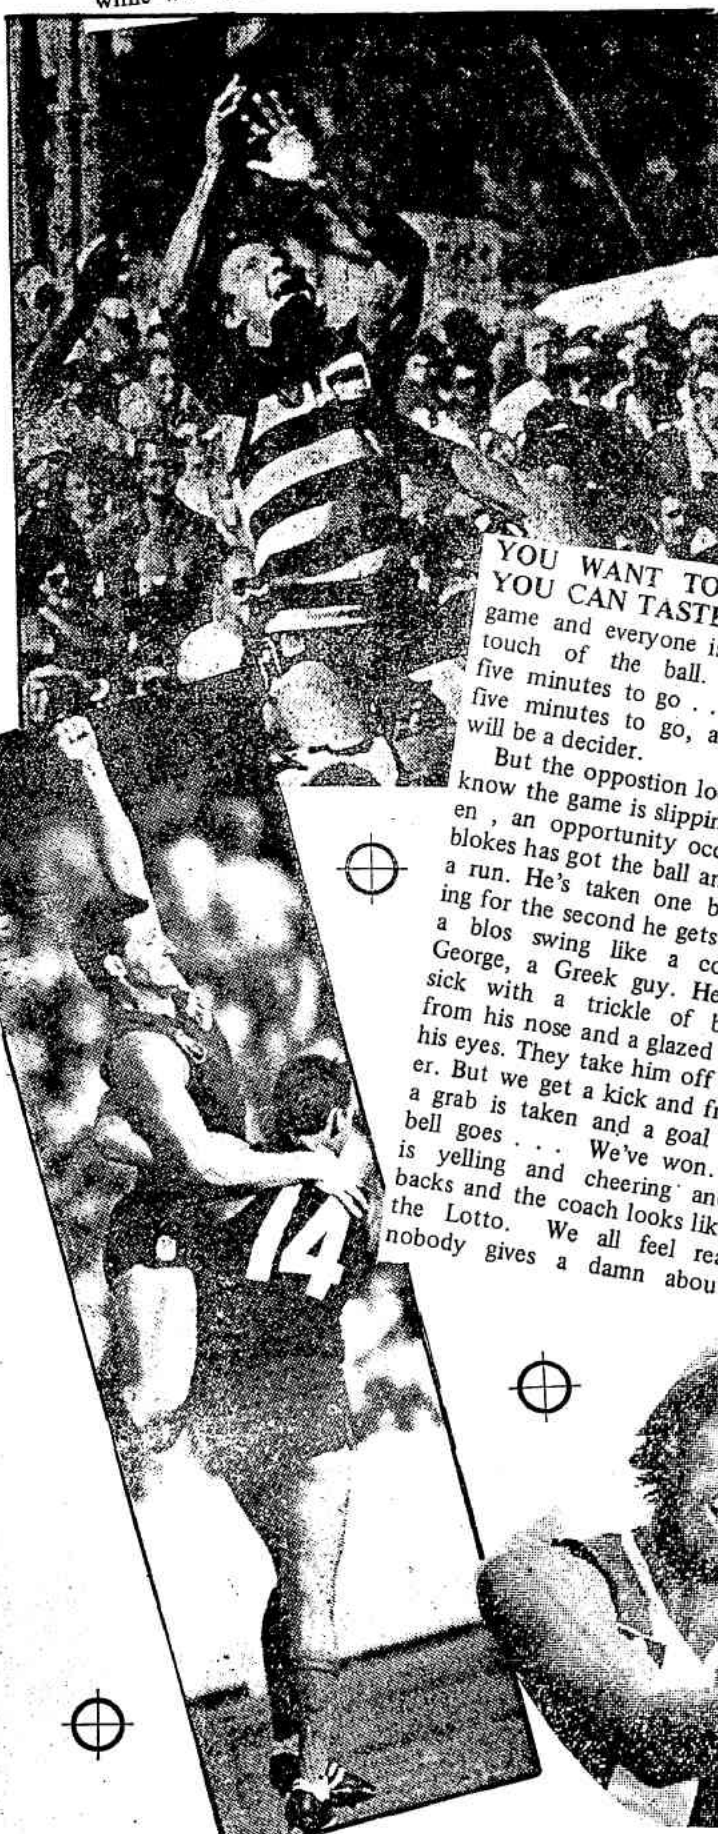 YOU WANT TO
YOU CAN TASTE
game and everyone is
touch of the ball.
five minutes to go . .
five minutes to go, a
will be a decider.
But the oppostion lo
know the game is slippin
en , an opportunity occ
blokes has got the ball an
a run. He's taken one b
ing for the second he gets
a blos swing like a co
George, a Greek guy. He
sick with a trickle of b
from his nose and a glazed
his eyes. They take him off
er. But we get a kick and fr
a grab is taken and a goal
bell goes . . . We've won.
is yelling and cheering and
backs and the coach looks lik
the Lotto. We all feel rea
nobody gives a damn abou
14